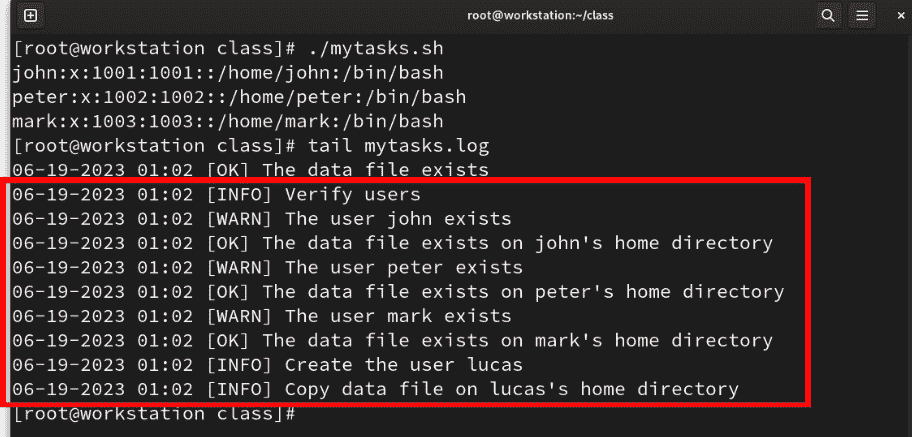 root@workstation:~/class
[root@workstation class]# ./mytasks.sh
john:x:1001:1001::/home/john:/bin/bash
peter:x:1002:1002::/home/peter:/bin/bash
mark:x:1003:1003::/home/mark:/bin/bash
[root@workstation class]# tail mytasks.log
06-19-2023 01:02 [OK] The data file exists
06-19-2023 01:02 [INFO] Verify users
06-19-2023 01:02 [WARN] The user john exists
06-19-2023 01:02 [OK] The data file exists on john's home directory
06-19-2023 01:02 [WARN] The user peter exists
06-19-2023 01:02 [OK] The data file exists on peter's home directory
06-19-2023 01:02 [WARN] The user mark exists
06-19-2023 01:02 [OK] The data file exists on mark's home directory
06-19-2023 01:02 [INFO] Create the user lucas
06-19-2023 01:02 [INFO] Copy data file on lucas's home directory
[root@workstation class]#